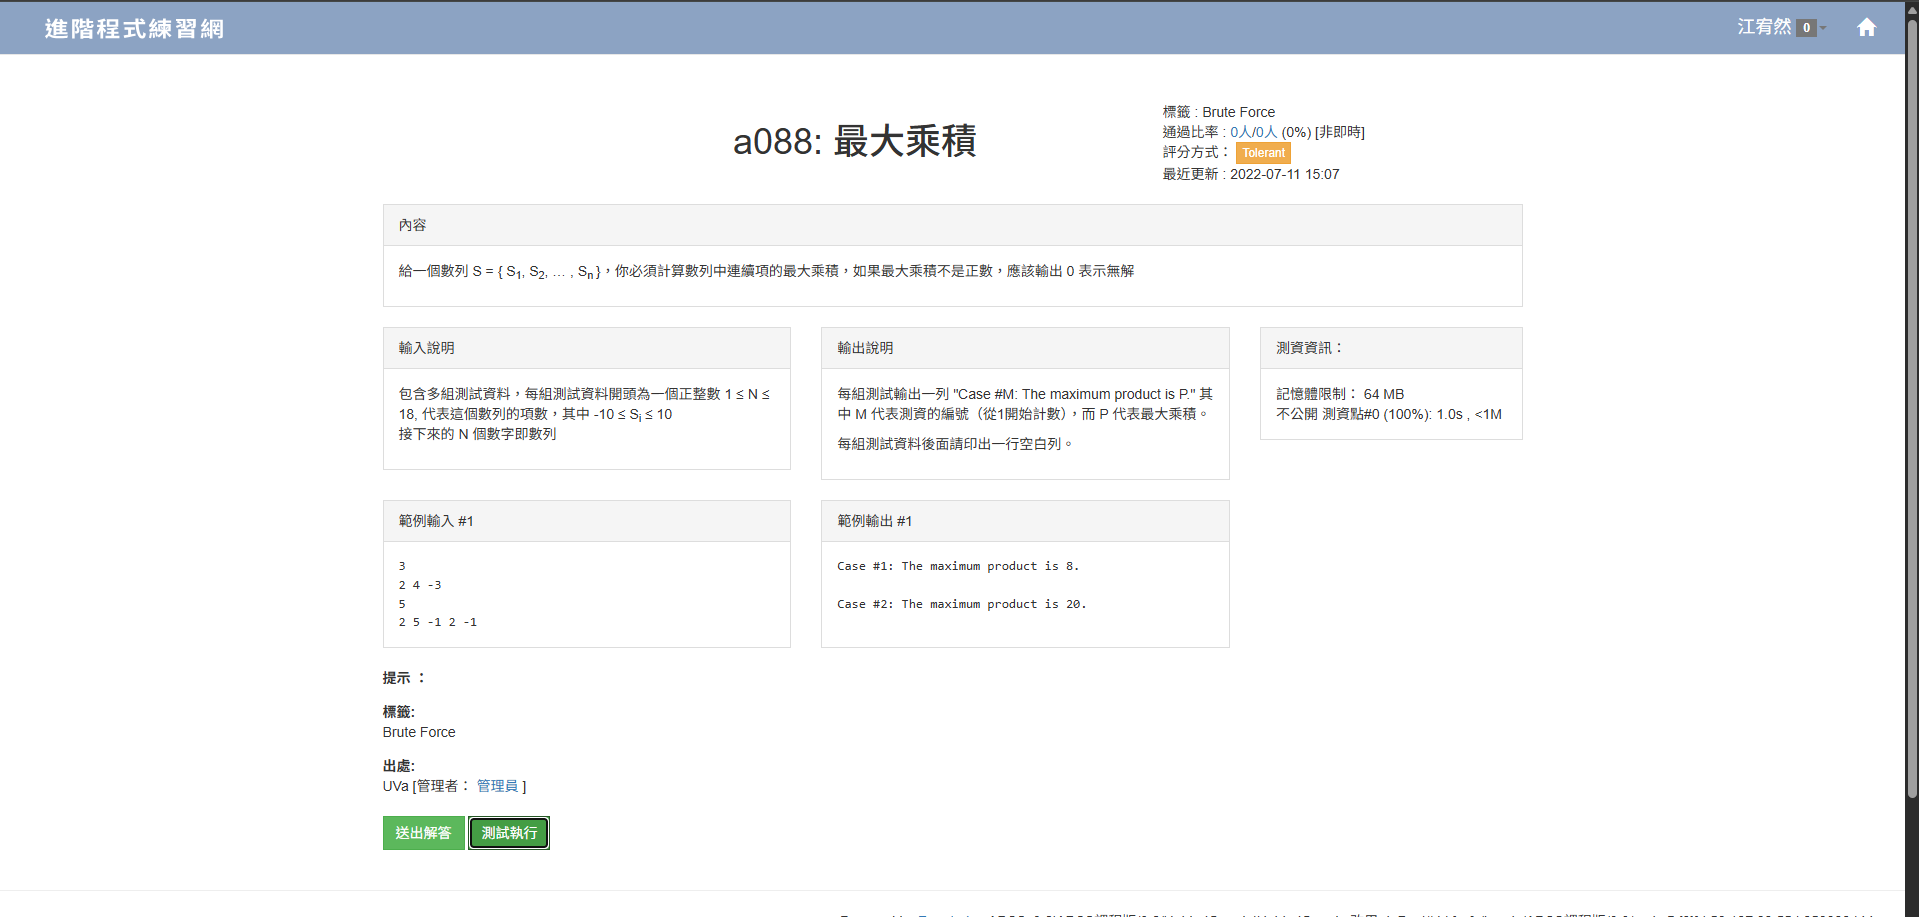 進階程式練習網
江宥然 0
a088: 最大乘積
標籤 : Brute Force
通過比率 : 0人/0人 (0%) [非即時]
評分方式： Tolerant
最近更新 : 2022-07-11 15:07
內容
給一個數列 S = { S1, S2, … , Sn }，你必須計算數列中連續項的最大乘積，如果最大乘積不是正數，應該輸出 0 表示無解
輸入說明
包含多組測試資料，每組測試資料開頭為一個正整數 1 ≤ N ≤
18, 代表這個數列的項數，其中 -10 ≤ Si ≤ 10
接下來的 N 個數字即數列
輸出說明
每組測試輸出一列 "Case #M: The maximum product is P." 其
中 M 代表測資的編號（從1開始計數），而 P 代表最大乘積。
每組測試資料後面請印出一行空白列。
測資資訊：
記憶體限制： 64 MB
不公開 測資點#0 (100%): 1.0s , <1M
範例輸入 #1
3
2 4 -3
5
2 5 -1 2 -1
範例輸出 #1
Case #1: The maximum product is 8.
Case #2: The maximum product is 20.
提示 ：
標籤:
Brute Force
出處:
UVa [管理者： 管理員 ]
送出解答
測試執行